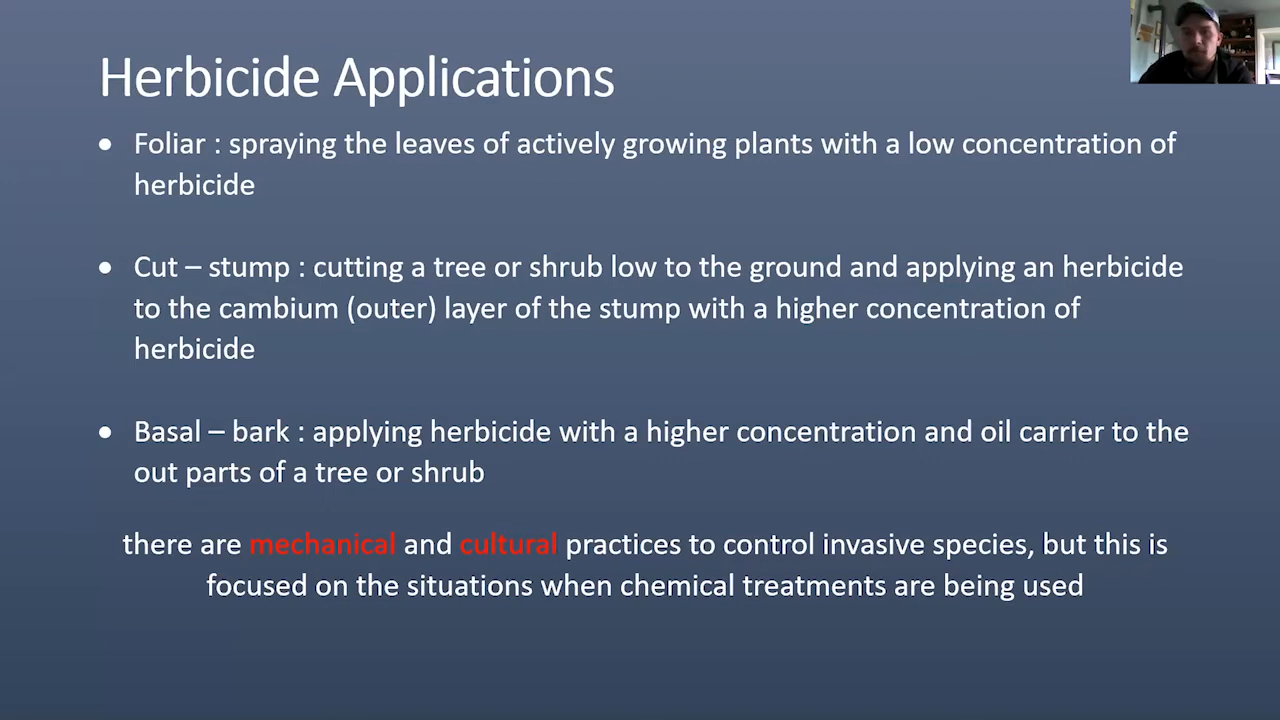 Herbicide Applications
• Foliar : spraying the leaves of actively growing plants with a low concentration of
herbicide
• Cut – stump : cutting a tree or shrub low to the ground and applying an herbicide
to the cambium (outer) layer of the stump with a higher concentration of
herbicide
• Basal – bark : applying herbicide with a higher concentration and oil carrier to the
out parts of a tree or shrub
there are mechanical and cultural practices to control invasive species, but this is
focused on the situations when chemical treatments are being used